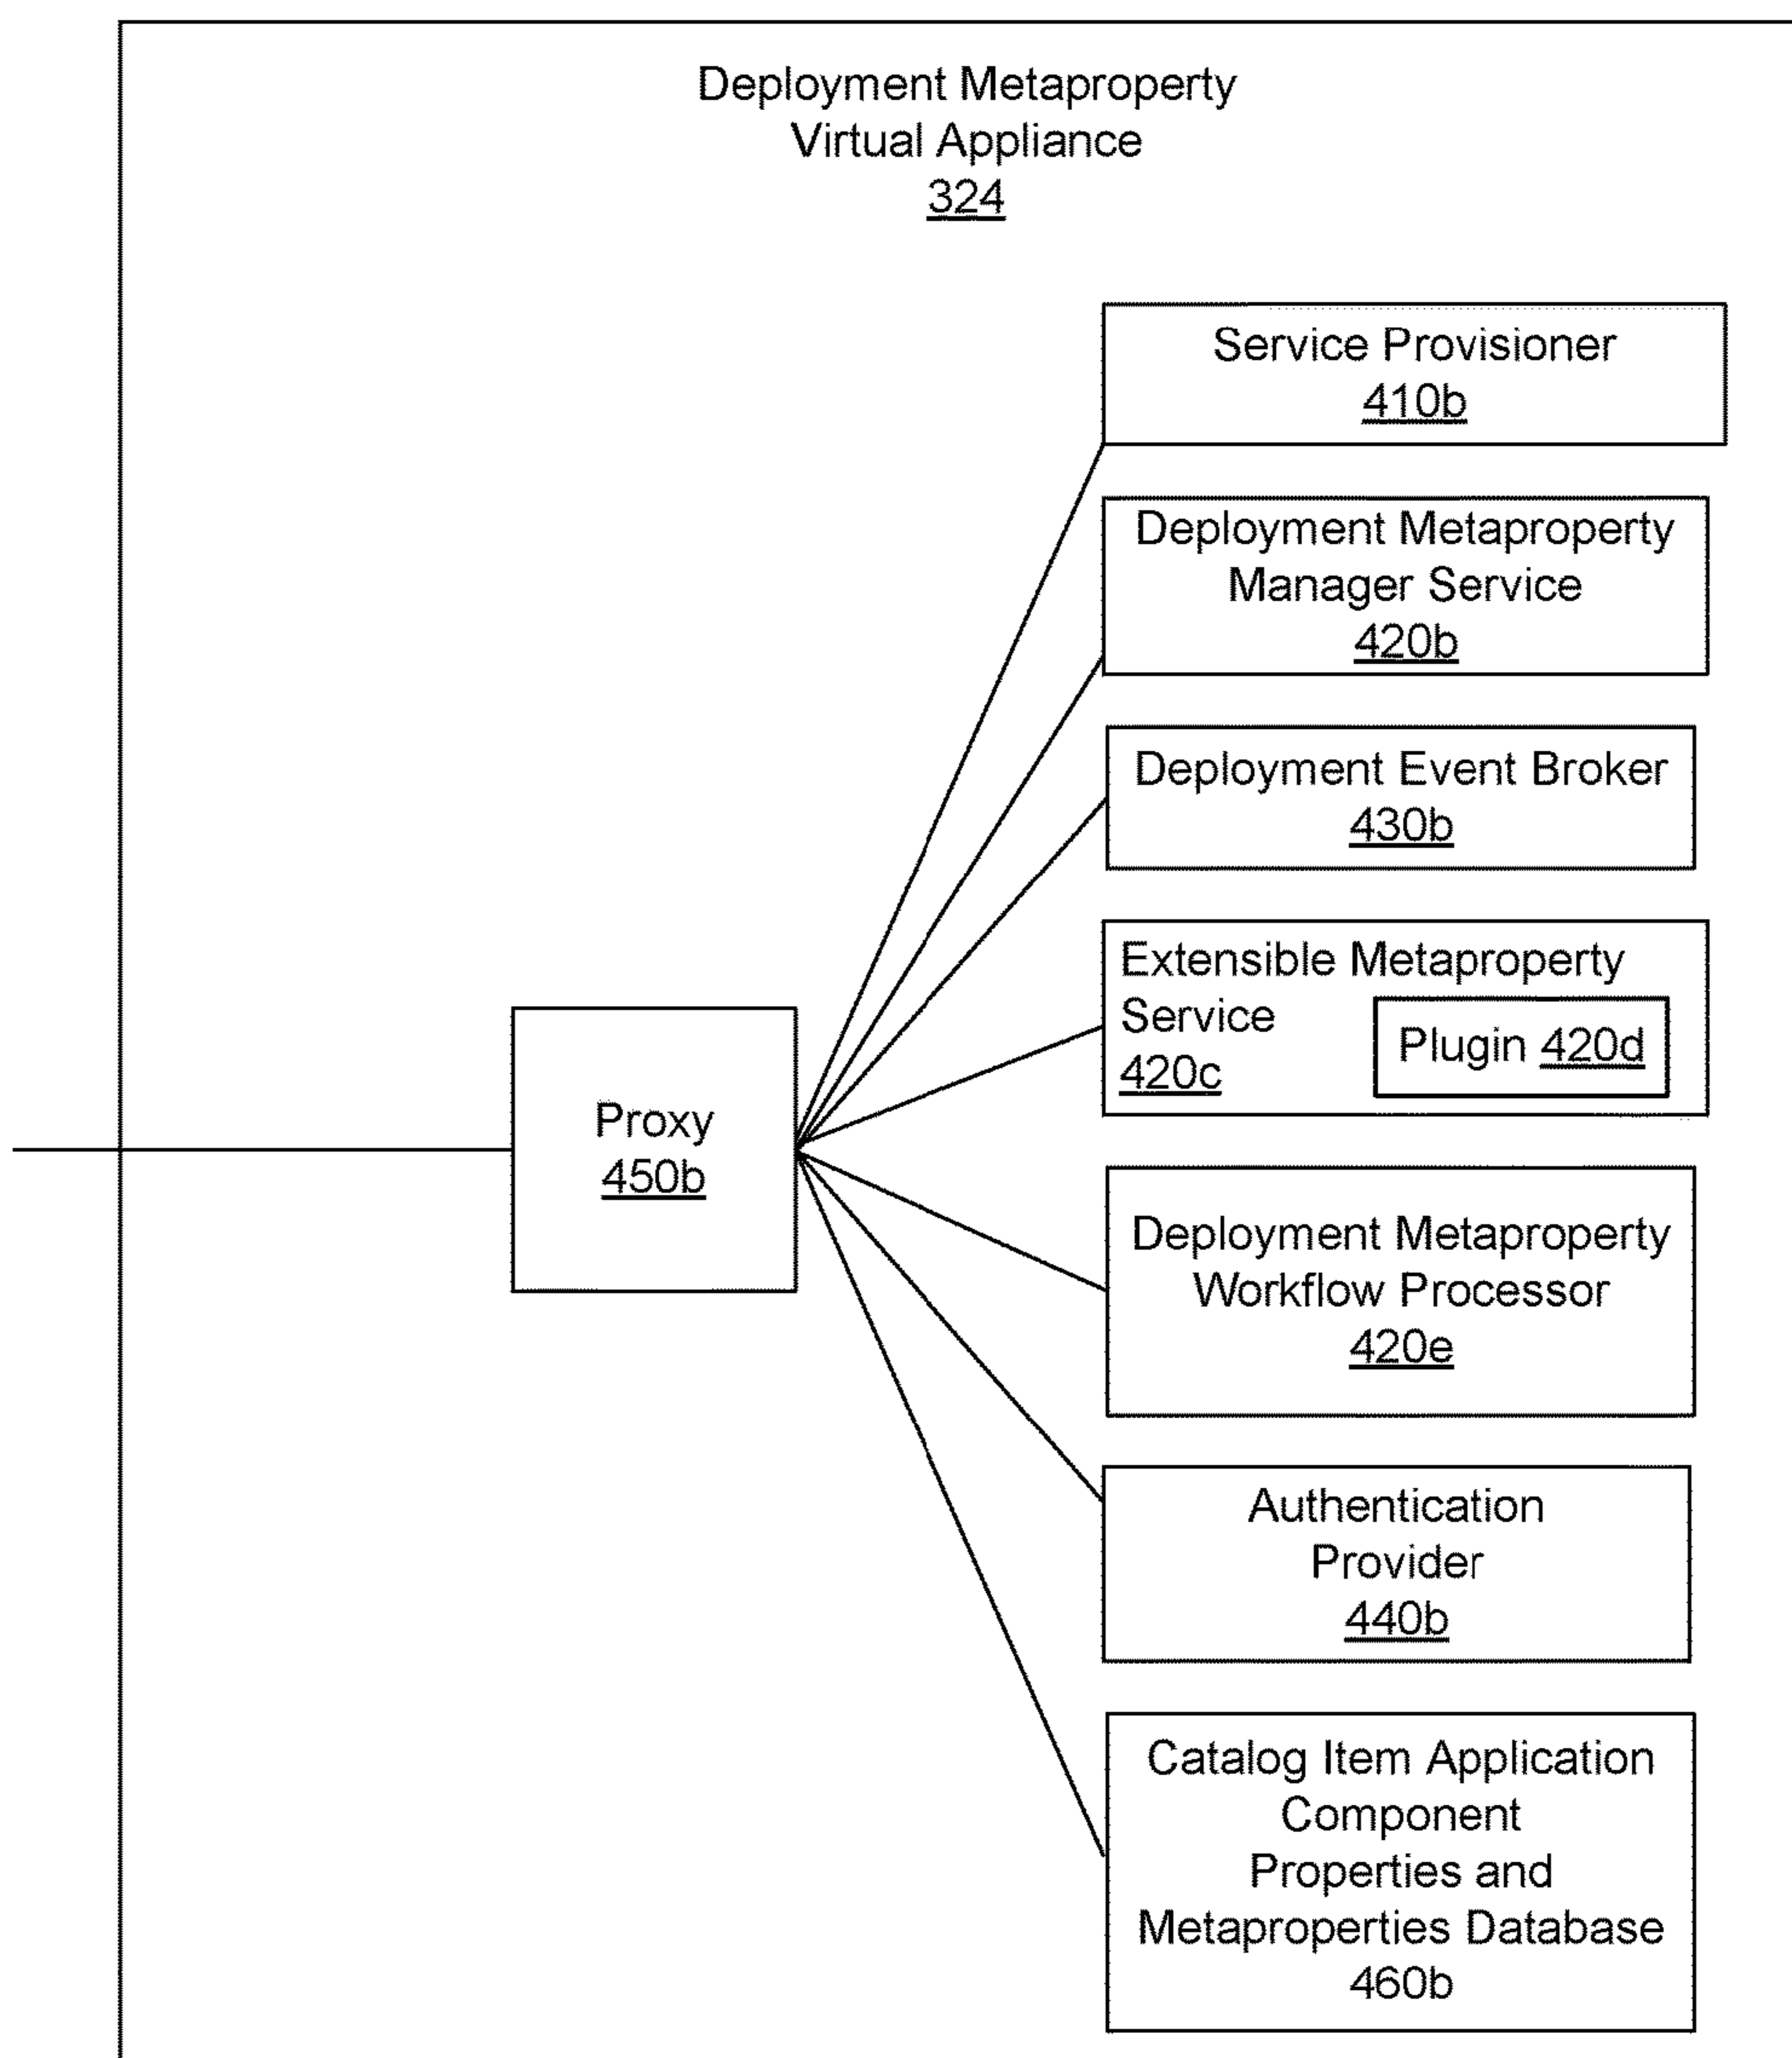 Deployment Metaproperty
Virtual Appliance
324
Service Provisioner
410b
Deployment Metaproperty
Manager Service
420b
Deployment Event Broker
430b
Extensible Metaproperty
Service
420c
Plugin 420d
Proxy
450b
Deployment Metaproperty
Workflow Processor
420e
Authentication
Provider
440b
Catalog Item Application
Component
Properties and
Metaproperties Database
460b